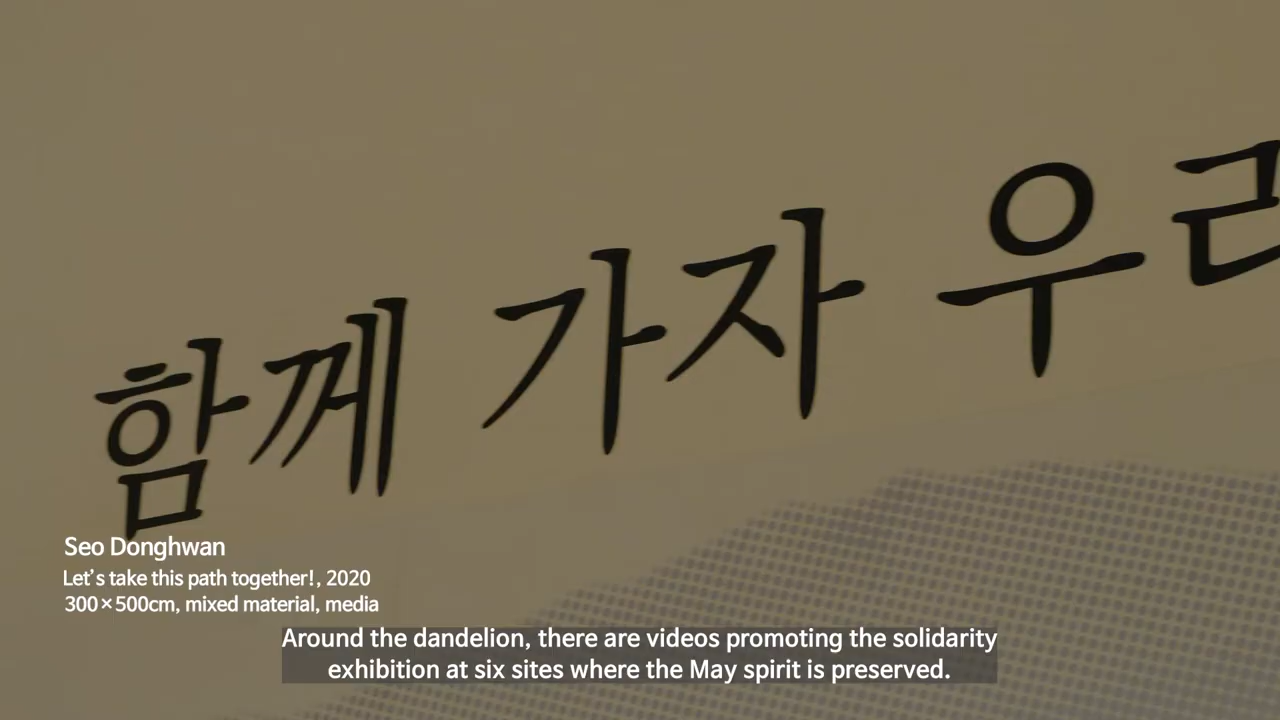 함께 가자 우리
Seo Donghwan
Let's take this path together!, 2020
300×500cm, mixed material, media
Around the dandelion, there are videos promoting the solidarity
exhibition at six sites where the May spirit is preserved.